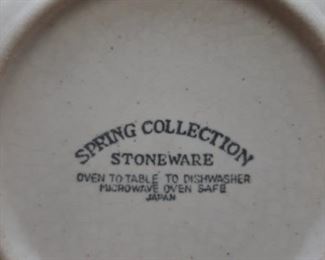 SPRING COLLECTION
STONEWARE
OVEN TO TABLE TO DISHWASHER
MICROWAVE OVEN SAFE
JAPAN